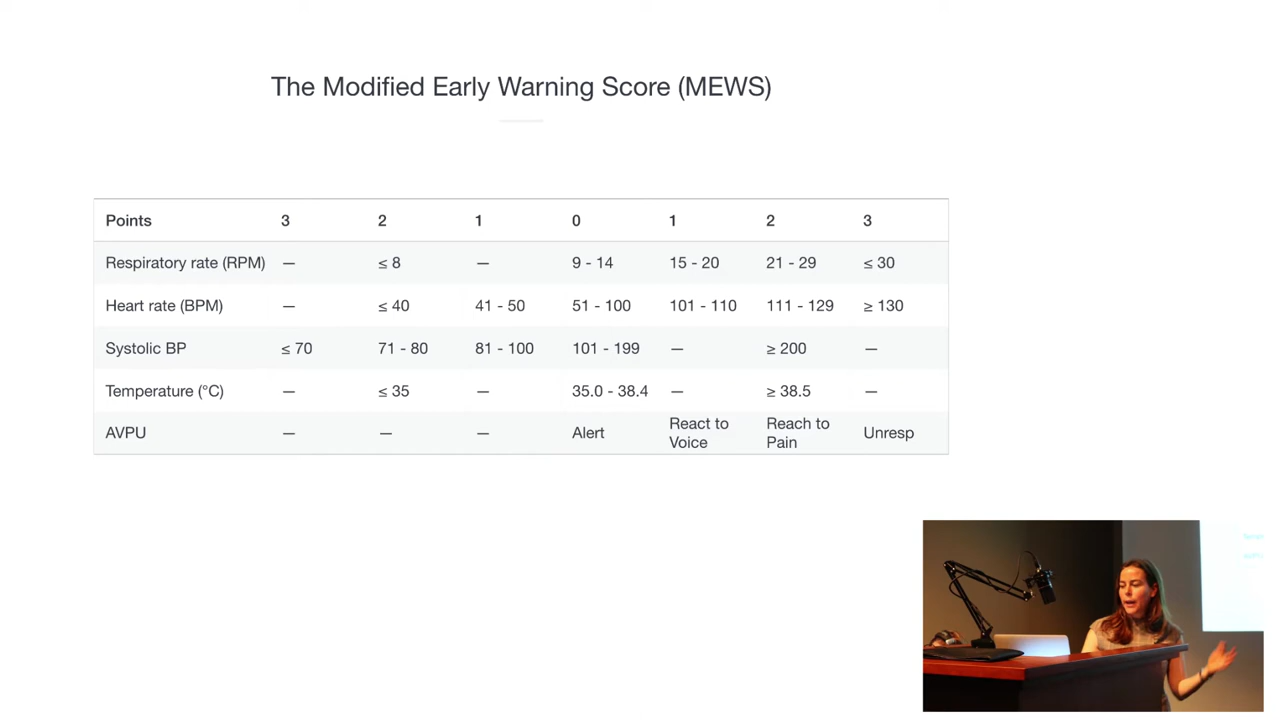 The Modified Early Warning Score (MEWS)
Points 3 2 1 0 1 2 3
Respiratory rate (RPM) — ≤ 8 — 9 - 14 15 - 20 21 - 29 ≤ 30
Heart rate (BPM) — ≤ 40 41 - 50 51 - 100 101 - 110 111 - 129 ≥ 130
Systolic BP ≤ 70 71 - 80 81 - 100 101 - 199 — ≥ 200 —
Temperature (°C) — ≤ 35 — 35.0 - 38.4 — ≥ 38.5 —
AVPU — — — Alert React to Voice Reach to Pain Unresp